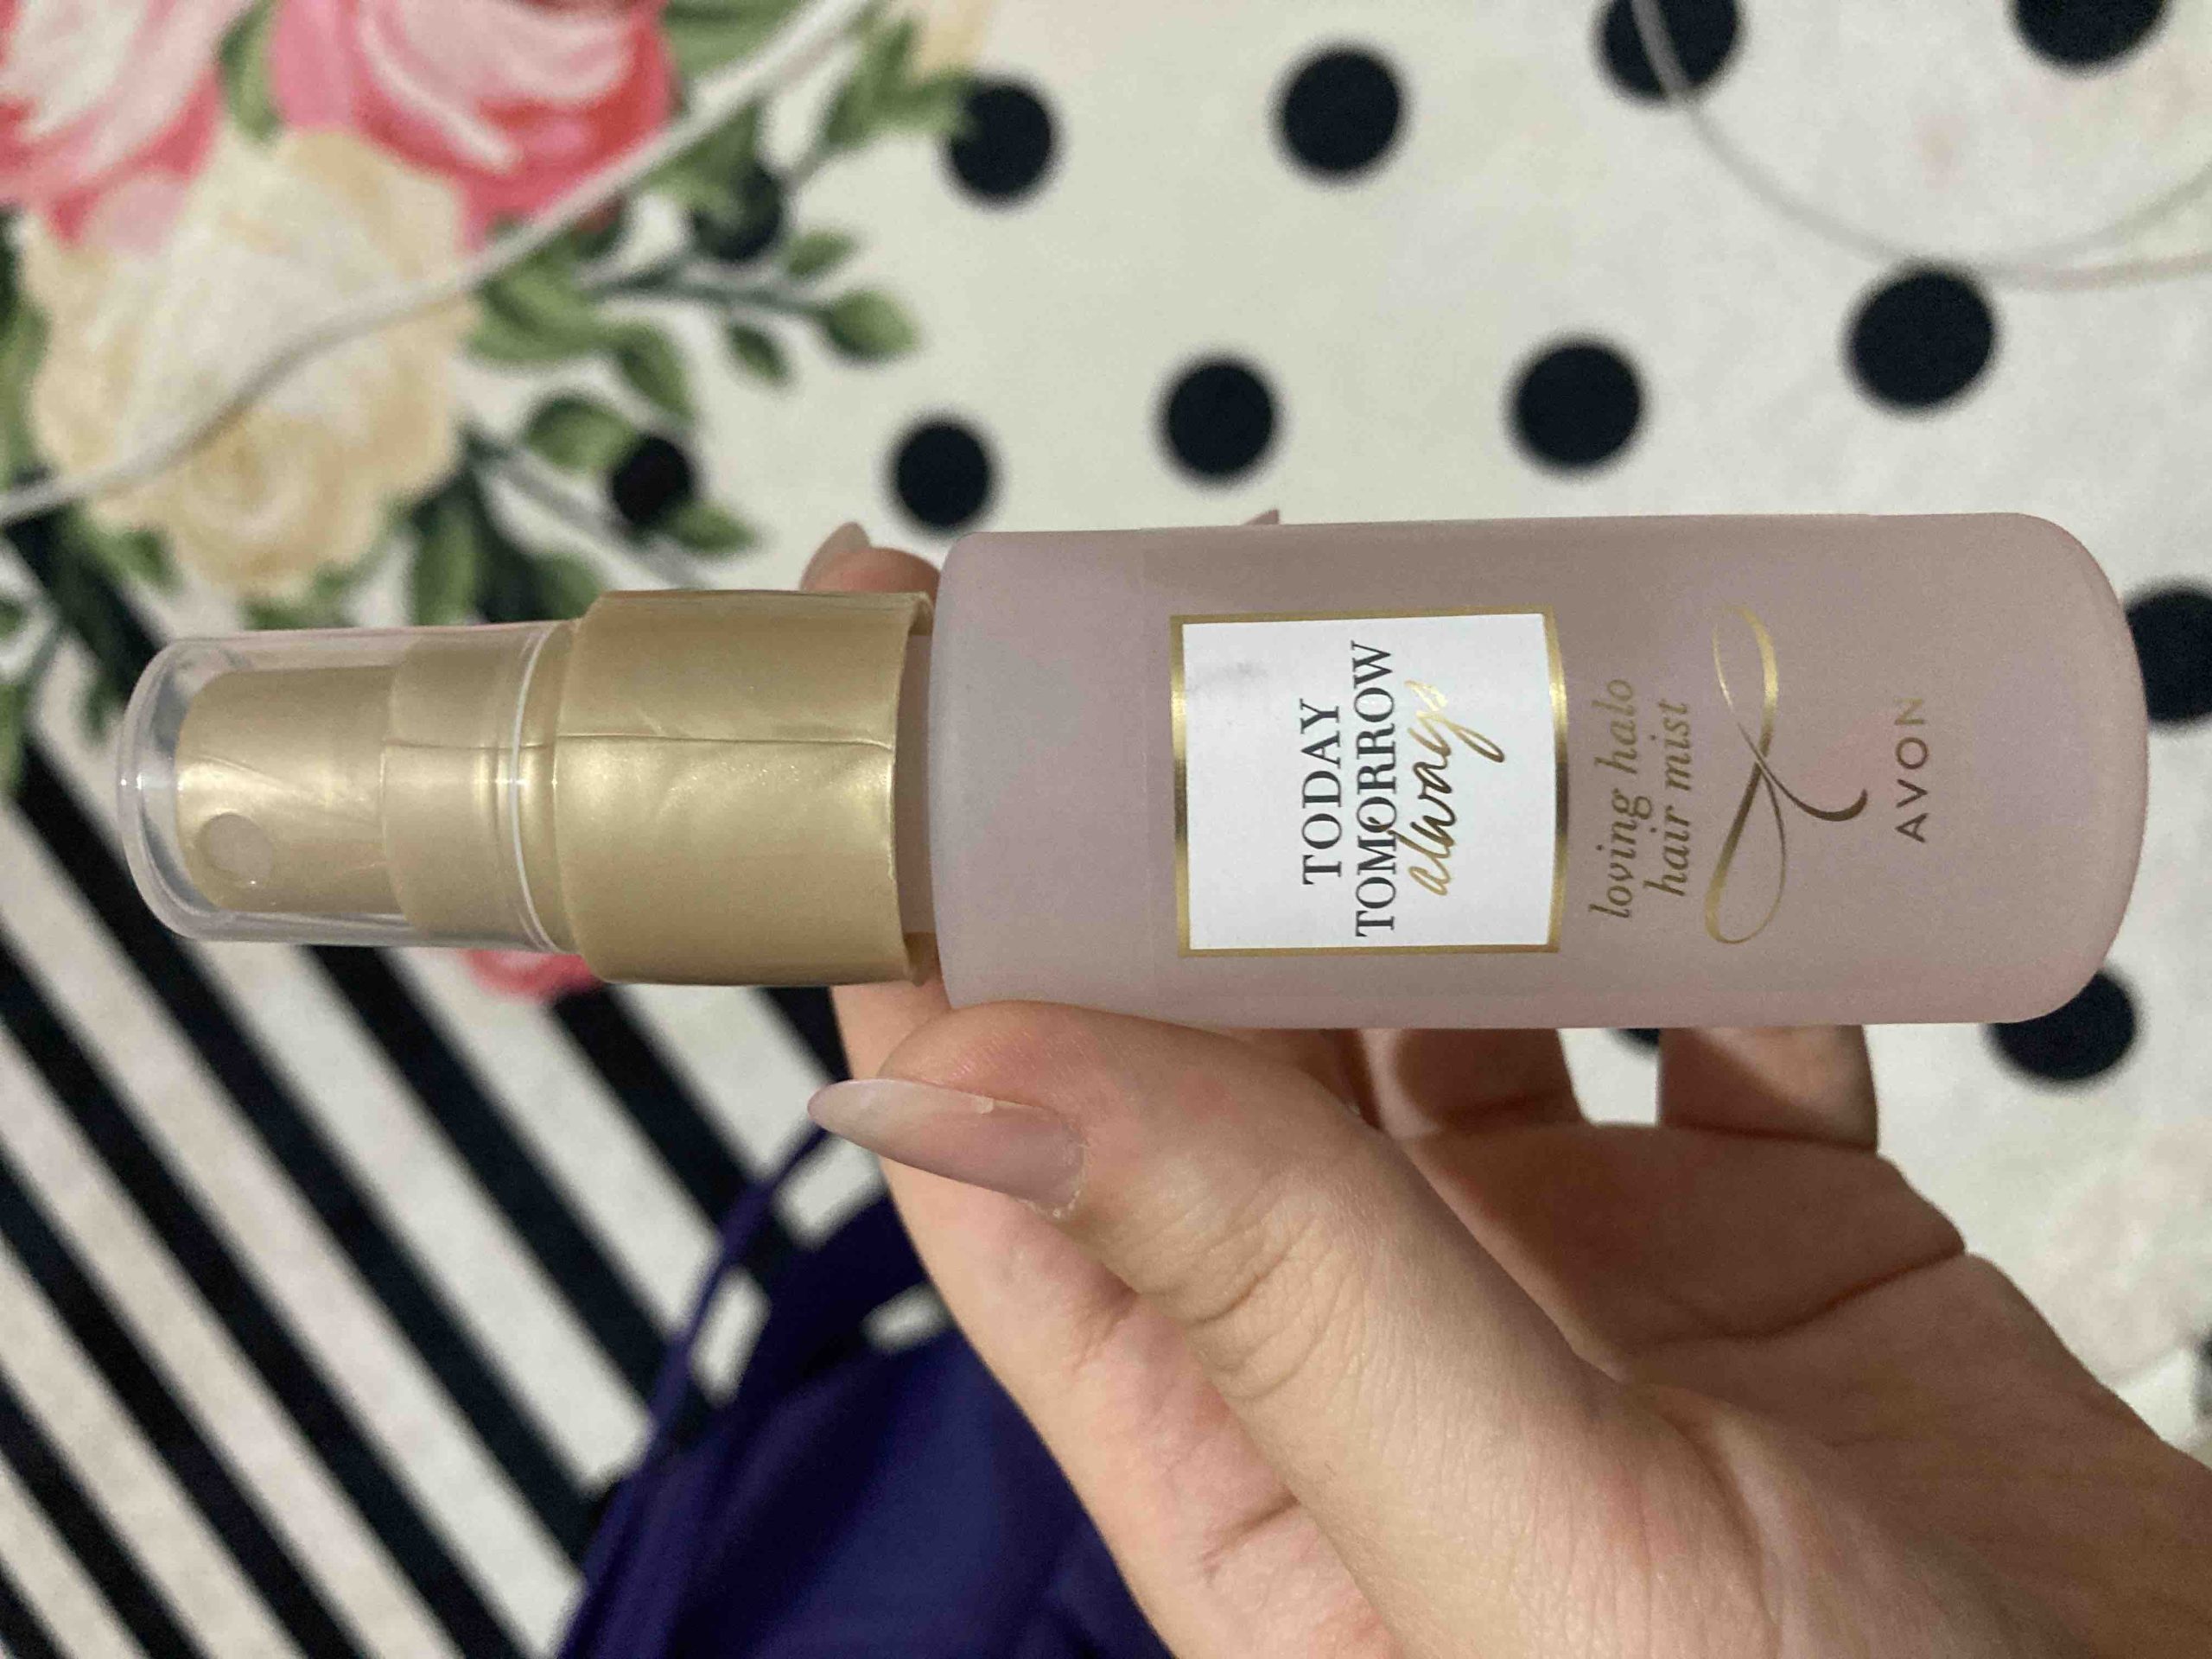 TODAY
TOMORROW
always
loving halo
hair mist
AVON